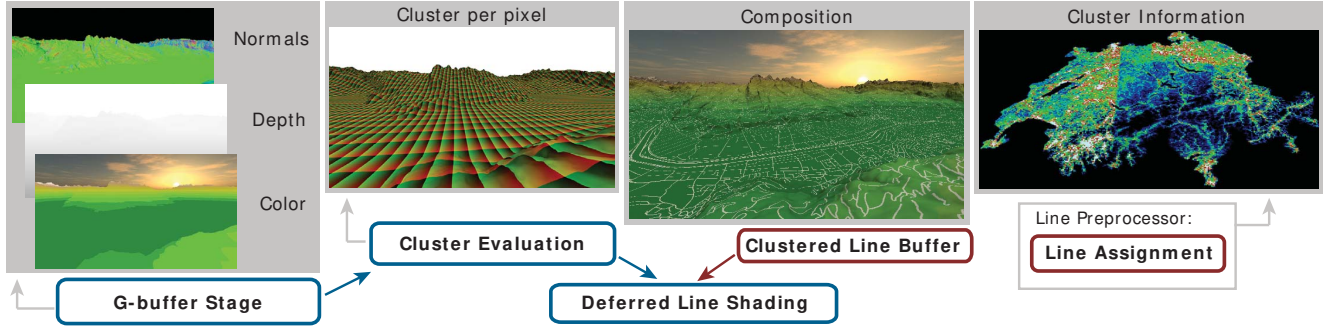 Normals
Depth
Color
G-buffer Stage
Cluster per pixel
Cluster Evaluation
Composition
Clustered Line Buffer
Deferred Line Shading
Cluster Information
Line Preprocessor:
Line Assignment